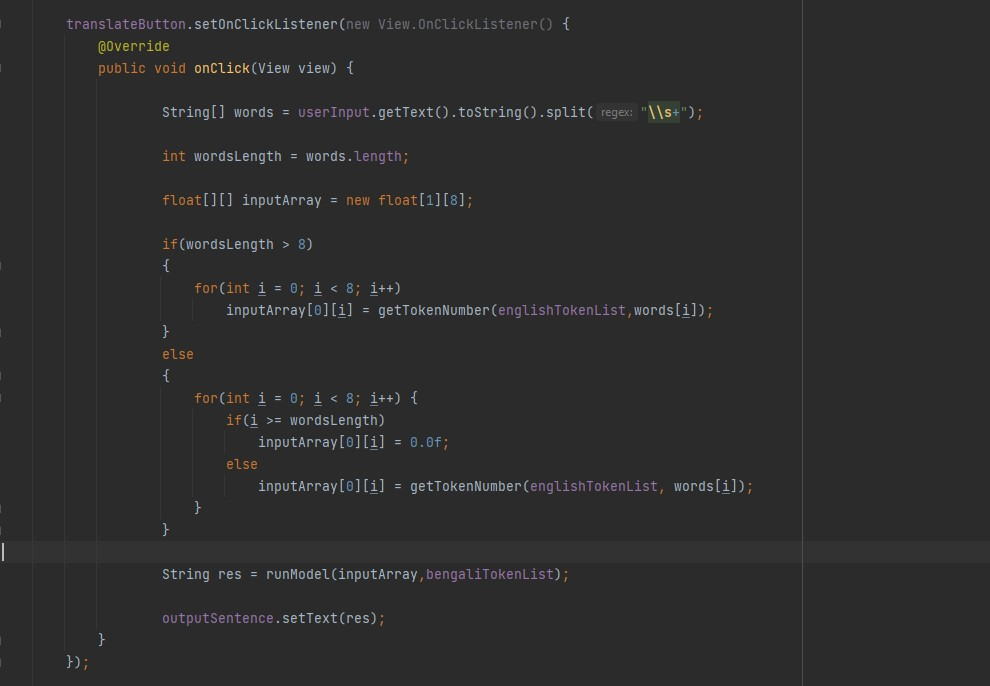 translateButton.setOnClickListener(new View.OnClickListener() {
@Override
public void onClick(View view) {
String[] words = userInput.getText().toString().split( regex: "\\s+");
int wordsLength = words.length;
float[][] inputArray = new float[1][8];
if(wordsLength > 8)
{
for(int i = 0; i < 8; i++)
inputArray[0][i] = getTokenNumber(englishTokenList,words[i]);
}
else
{
for(int i = 0; i < 8; i++) {
if(i >= wordsLength)
inputArray[0][i] = 0.0f;
else
inputArray[0][i] = getTokenNumber(englishTokenList, words[i]);
}
}
String res = runModel(inputArray,bengaliTokenList);
outputSentence.setText(res);
}
});